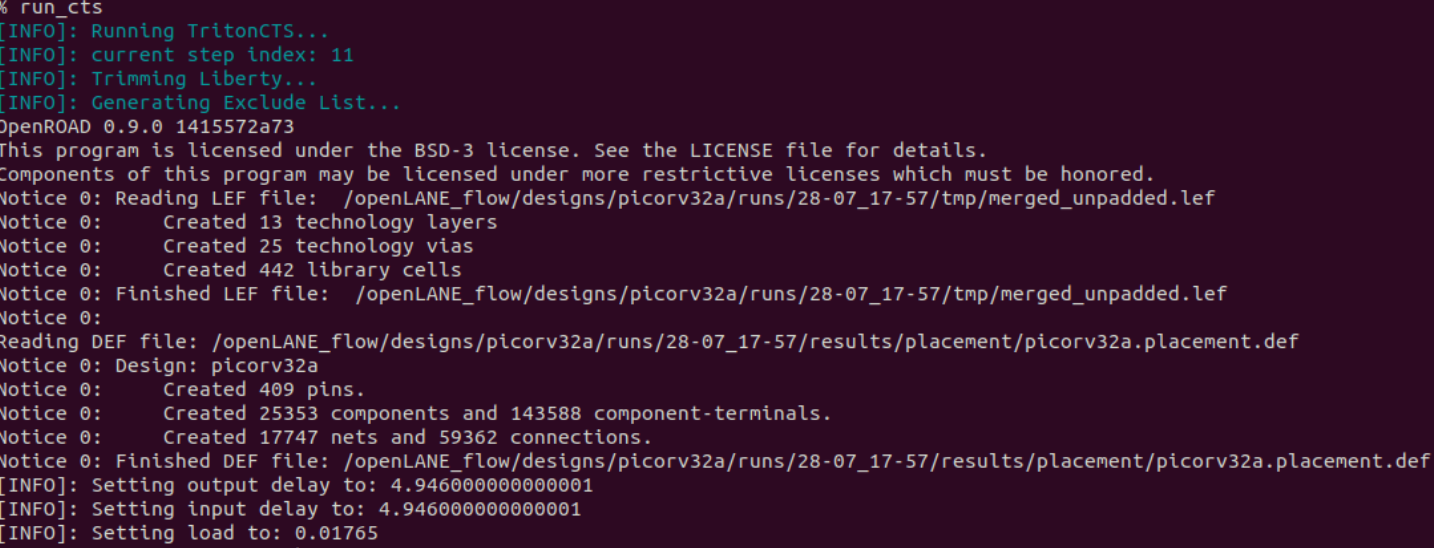 % run_cts
[INFO]: Running TritonCTS...
[INFO]: current step index: 11
[INFO]: Trimming Liberty...
[INFO]: Generating Exclude List...
OpenROAD 0.9.0 1415572a73
This program is licensed under the BSD-3 license. See the LICENSE file for details.
Components of this program may be licensed under more restrictive licenses which must be honored.
Notice 0: Reading LEF file:  /openLANE_flow/designs/picorv32a/runs/28-07_17-57/tmp/merged_unpadded.lef
Notice 0:     Created 13 technology layers
Notice 0:     Created 25 technology vias
Notice 0:     Created 442 library cells
Notice 0: Finished LEF file:  /openLANE_flow/designs/picorv32a/runs/28-07_17-57/tmp/merged_unpadded.lef
Notice 0:
Reading DEF file: /openLANE_flow/designs/picorv32a/runs/28-07_17-57/results/placement/picorv32a.placement.def
Notice 0: Design: picorv32a
Notice 0:     Created 409 pins.
Notice 0:     Created 25353 components and 143588 component-terminals.
Notice 0:     Created 17747 nets and 59362 connections.
Notice 0: Finished DEF file: /openLANE_flow/designs/picorv32a/runs/28-07_17-57/results/placement/picorv32a.placement.def
[INFO]: Setting output delay to: 4.946000000000001
[INFO]: Setting input delay to: 4.946000000000001
[INFO]: Setting load to: 0.01765